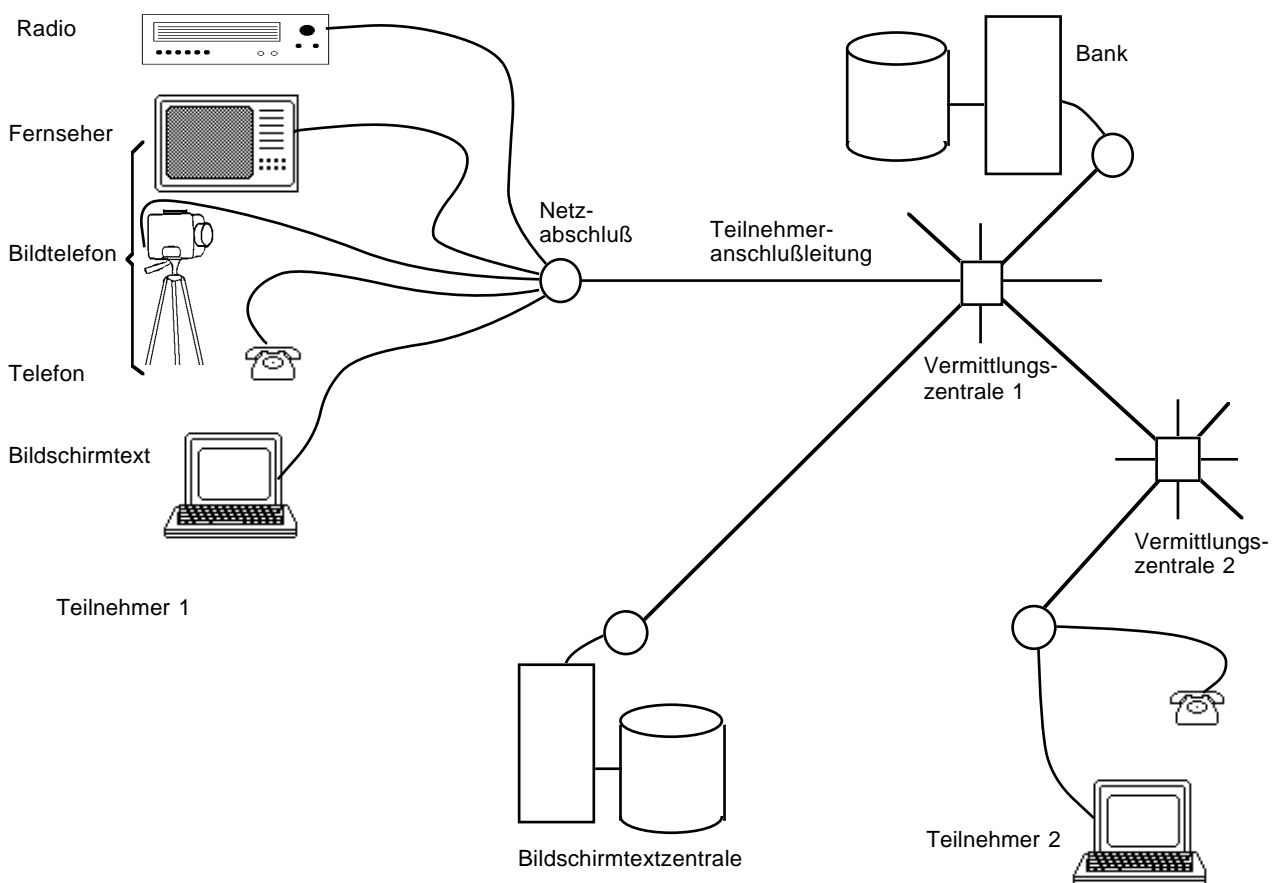 Radio
Fernseher
Bildtelefon
Telefon
Bildschirmtext
Teilnehmer 1
Netz-
abschluß
Teilnehmer-
anschlußleitung
Bank
Vermittlungs-
zentrale 1
Vermittlungs-
zentrale 2
Bildschirmtextzentrale
Teilnehmer 2